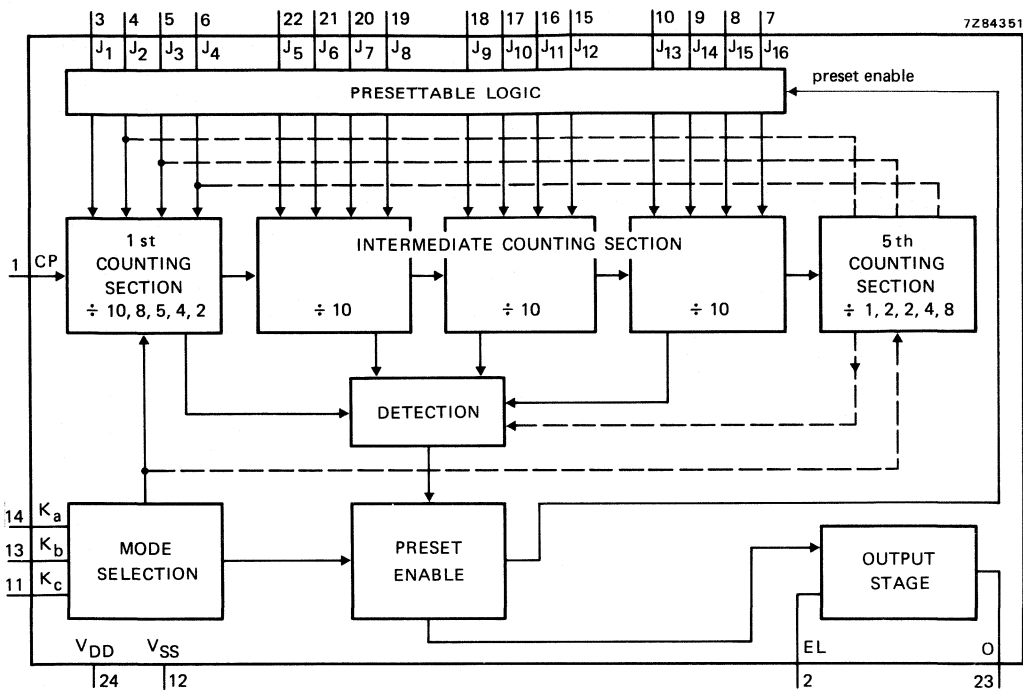 3 4 5 6 22 21 20 19 18 17 16 15 10 9 8 7 7Z84351
J1 J2 J3 J4 J5 J6 J7 J8 J9 J10 J11 J12 J13 J14 J15 J16
preset enable
PRESETTABLE LOGIC
1 CP
1 st
COUNTING
SECTION
÷ 10, 8, 5, 4, 2
INTERMEDIATE COUNTING SECTION
÷ 10 ÷ 10 ÷ 10
5 th
COUNTING
SECTION
÷ 1, 2, 2, 4, 8
DETECTION
14 Ka
13 Kb
11 Kc
MODE
SELECTION
PRESET
ENABLE
OUTPUT
STAGE
VDD VSS EL O
24 12 2 23